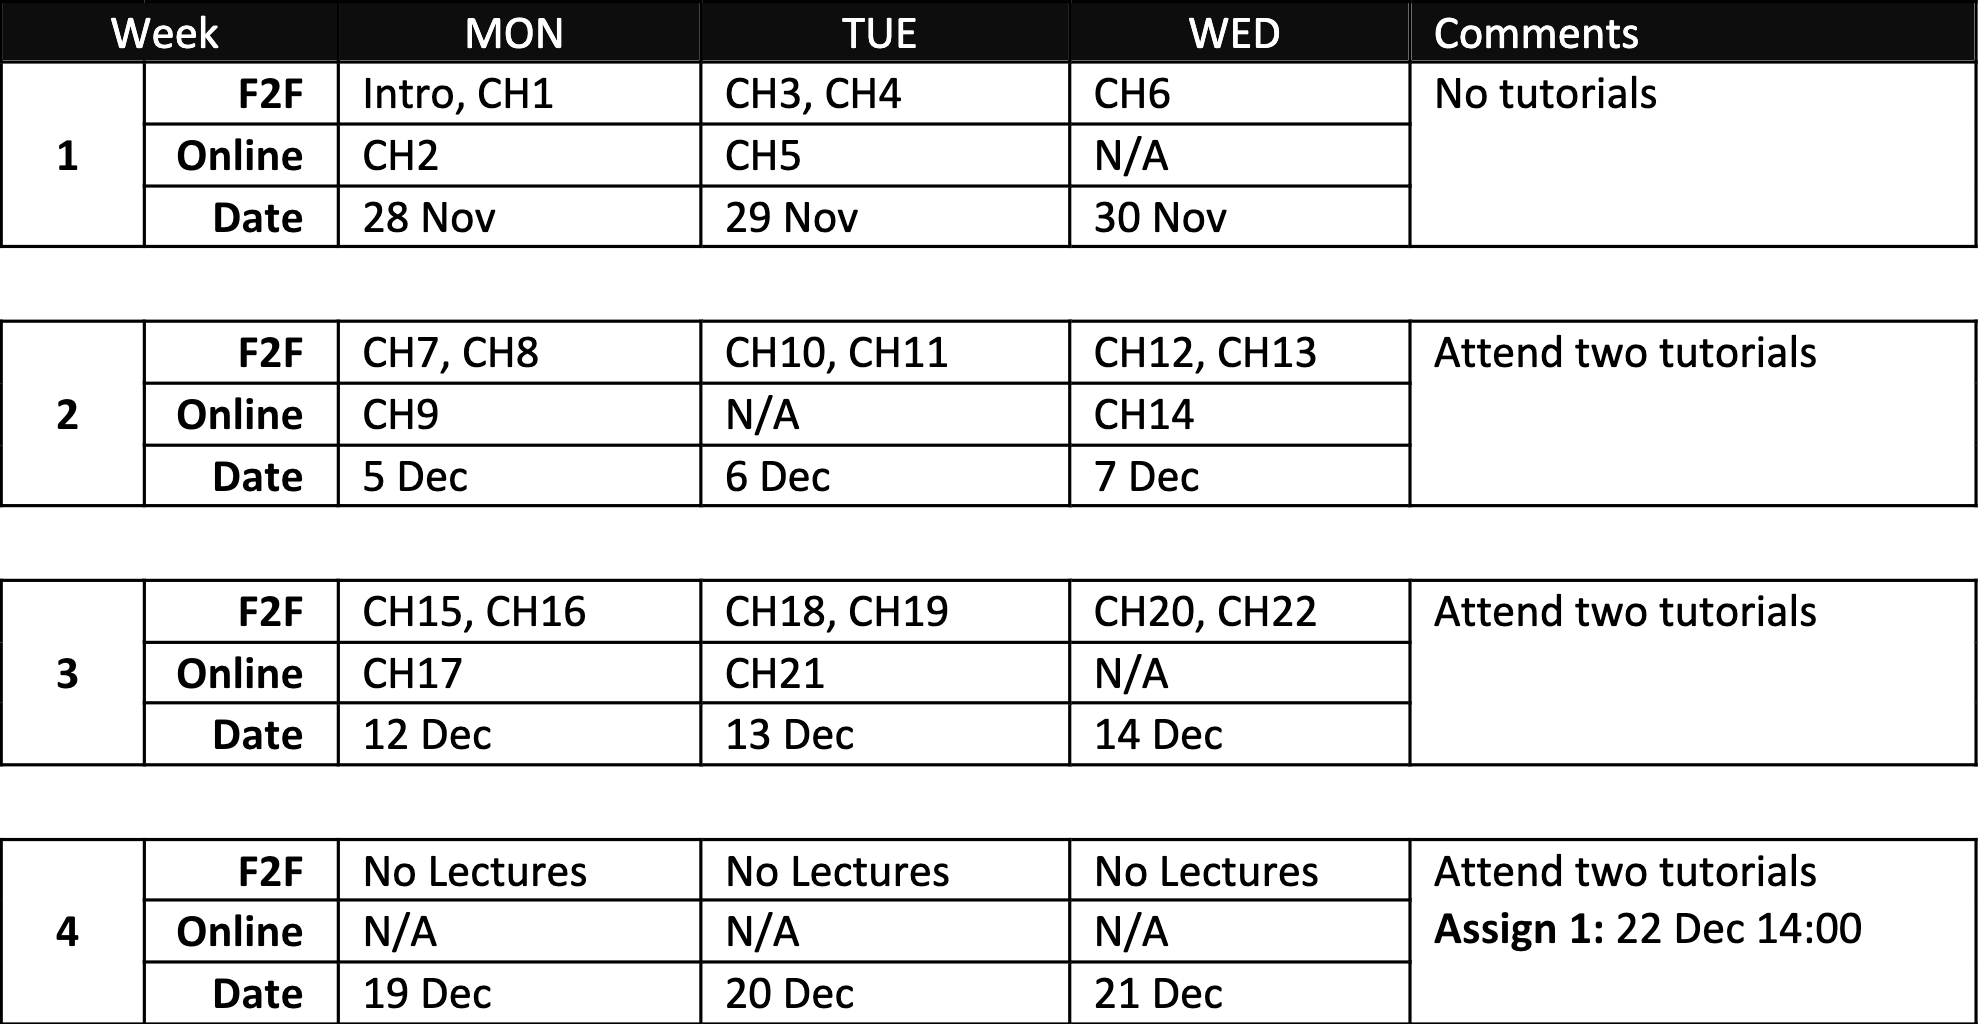 Week MON TUE WED Comments
1 F2F Intro, CH1 CH3, CH4 CH6 No tutorials
Online CH2 CH5 N/A
Date 28 Nov 29 Nov 30 Nov
2 F2F CH7, CH8 CH10, CH11 CH12, CH13 Attend two tutorials
Online CH9 N/A CH14
Date 5 Dec 6 Dec 7 Dec
3 F2F CH15, CH16 CH18, CH19 CH20, CH22 Attend two tutorials
Online CH17 CH21 N/A
Date 12 Dec 13 Dec 14 Dec
4 F2F No Lectures No Lectures No Lectures Attend two tutorials
Online N/A N/A N/A Assign 1: 22 Dec 14:00
Date 19 Dec 20 Dec 21 Dec